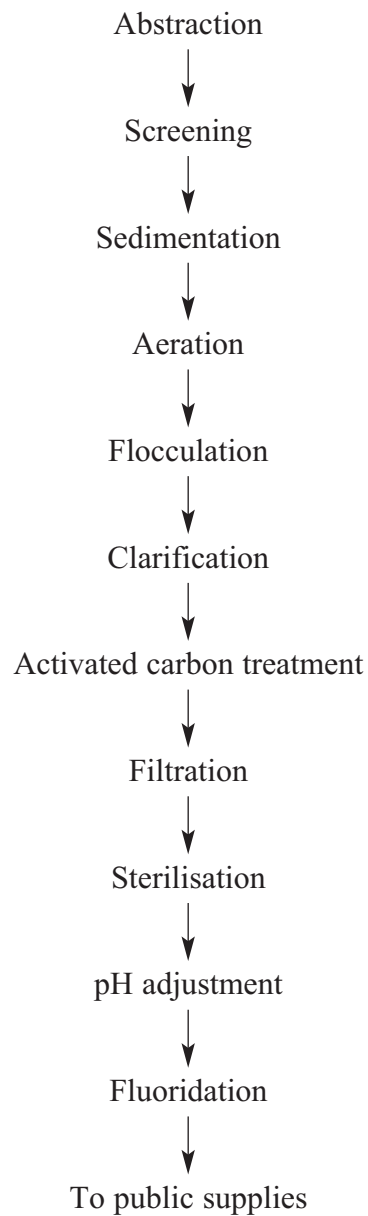 Abstraction
Screening
Sedimentation
Aeration
Flocculation
Clarification
Activated carbon treatment
Filtration
Sterilisation
pH adjustment
Fluoridation
To public supplies